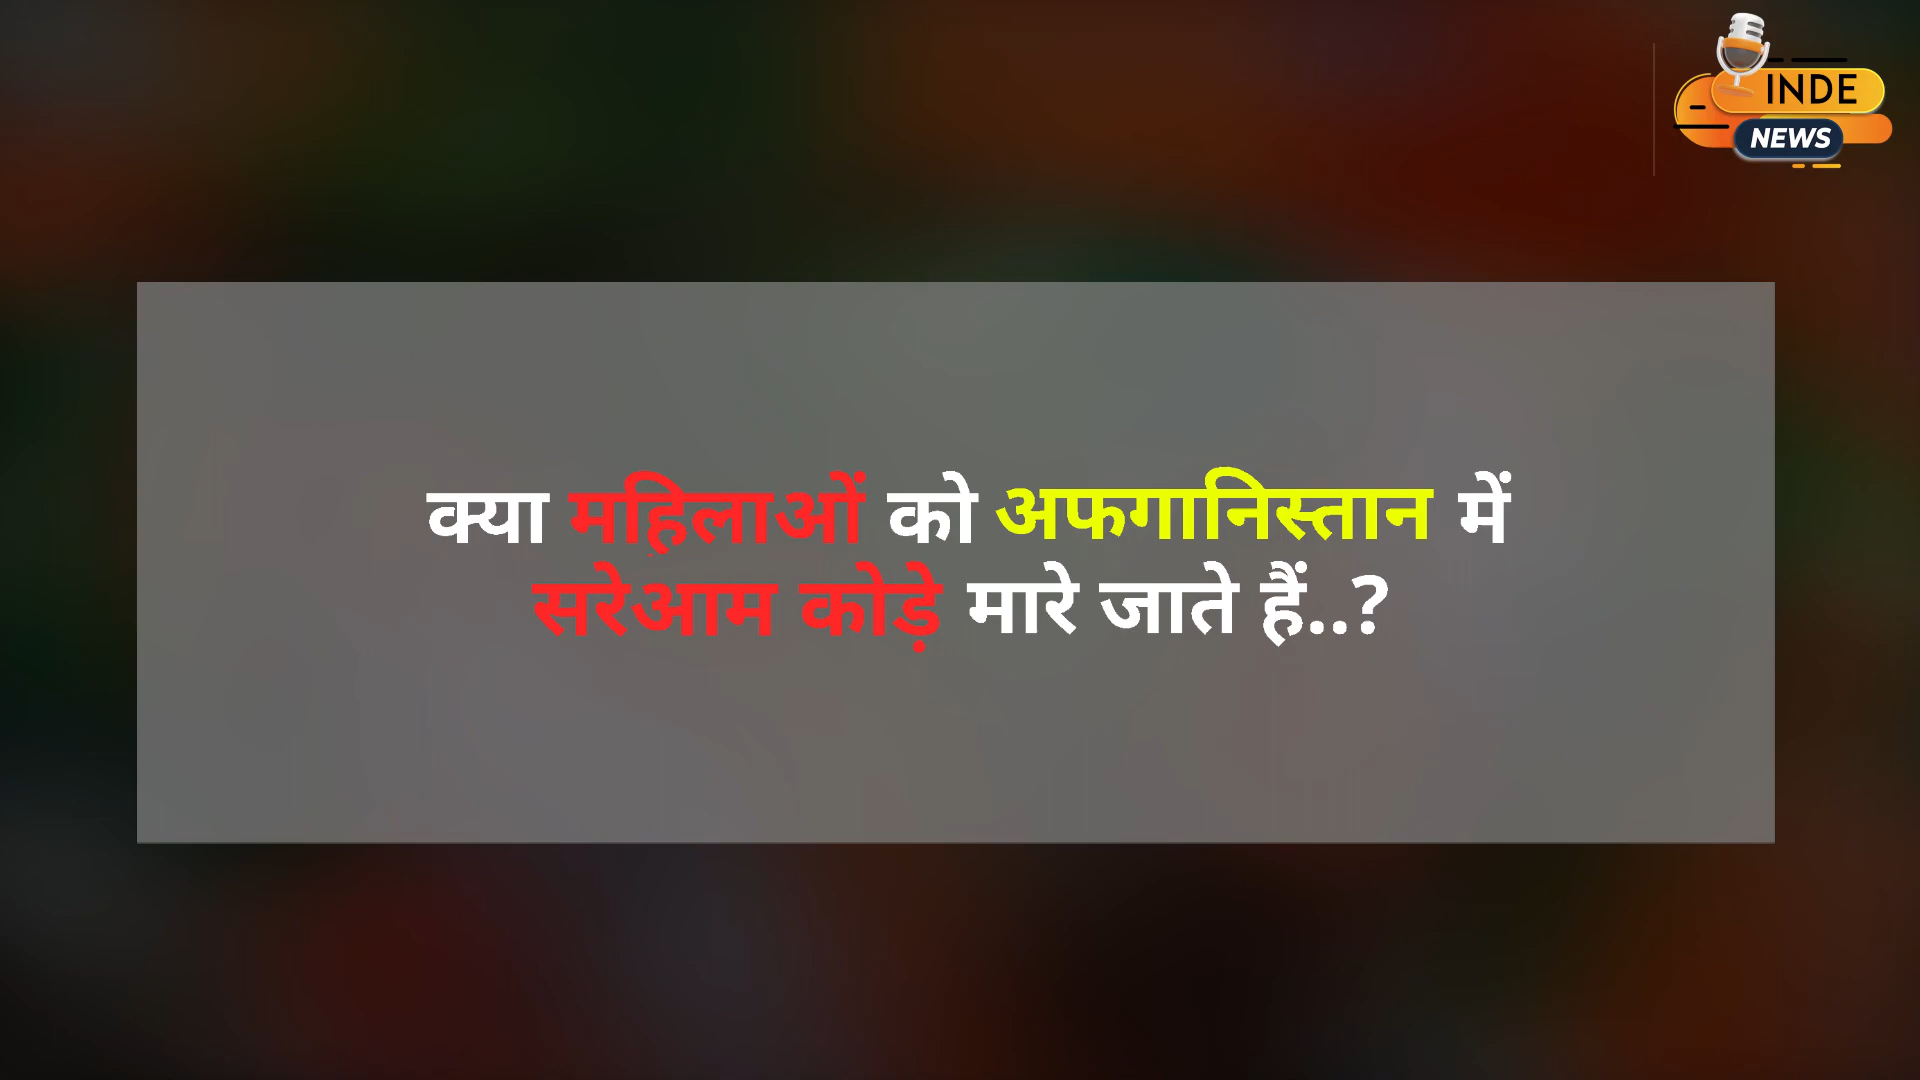 INDE
NEWS
क्या महिलाओं को अफगानिस्तान में
सरेआम कोड़े मारे जाते हैं..?